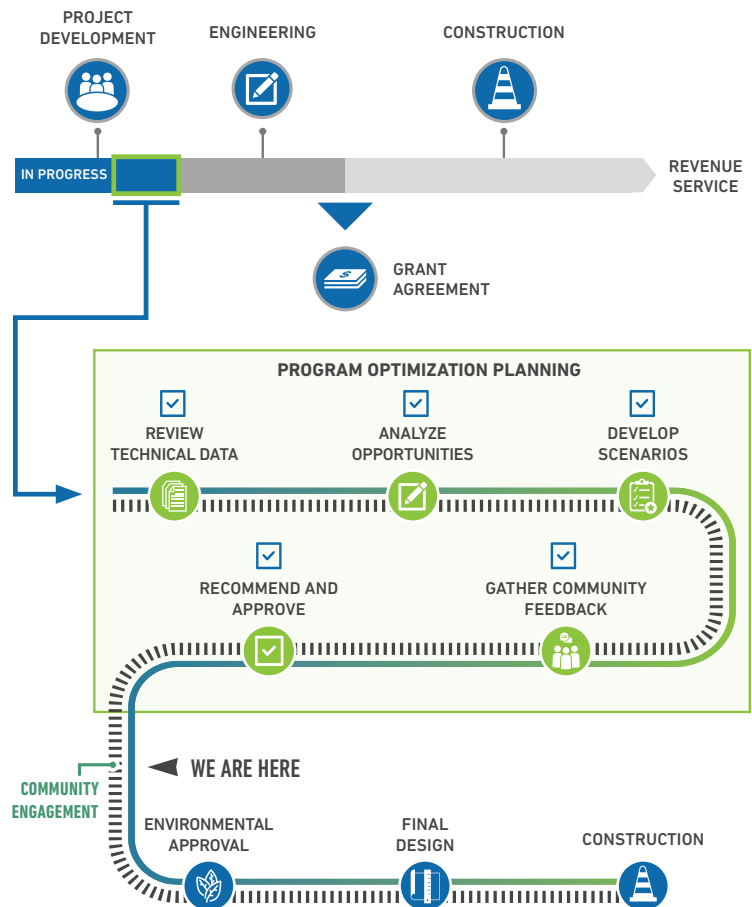 PROJECT
DEVELOPMENT
ENGINEERING
CONSTRUCTION
IN PROGRESS
REVENUE
SERVICE
$
GRANT
AGREEMENT
PROGRAM OPTIMIZATION PLANNING
REVIEW
TECHNICAL DATA
ANALYZE
OPPORTUNITIES
DEVELOP
SCENARIOS
RECOMMEND AND
APPROVE
GATHER COMMUNITY
FEEDBACK
WE ARE HERE
COMMUNITY
ENGAGEMENT
ENVIRONMENTAL
APPROVAL
FINAL
DESIGN
CONSTRUCTION